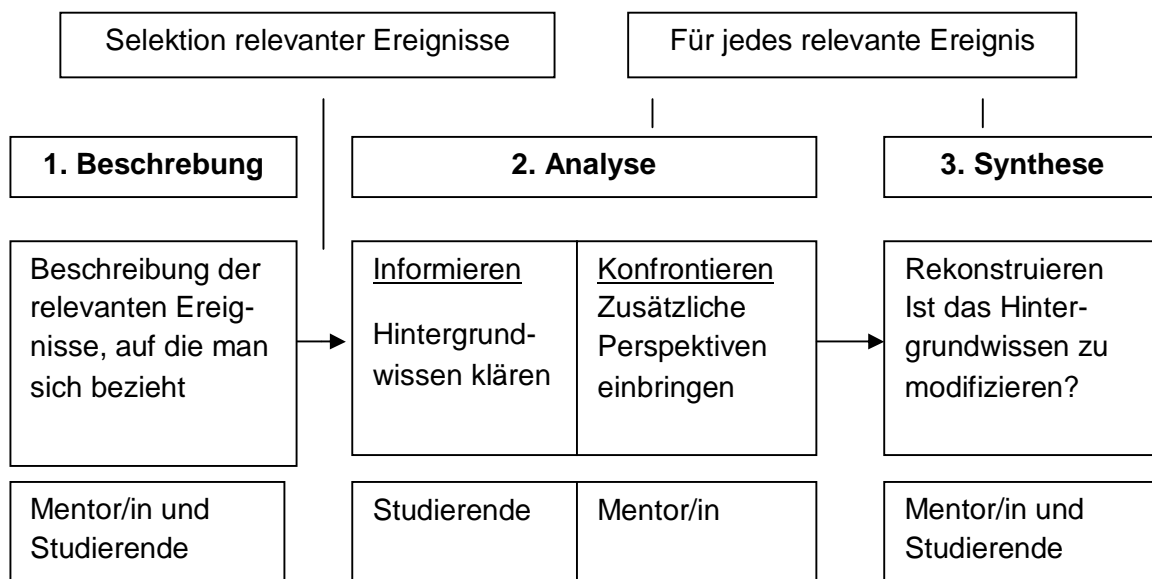 Selektion relevanter Ereignisse
Für jedes relevante Ereignis
1. Beschrebung
2. Analyse
3. Synthese
Beschreibung der
relevanten Ereig-
nisse, auf die man
sich bezieht
Informieren
Hintergrund-
wissen klären
Konfrontieren
Zusätzliche
Perspektiven
einbringen
Rekonstruieren
Ist das Hinter-
grundwissen zu
modifizieren?
Mentor/in und
Studierende
Studierende
Mentor/in
Mentor/in und
Studierende